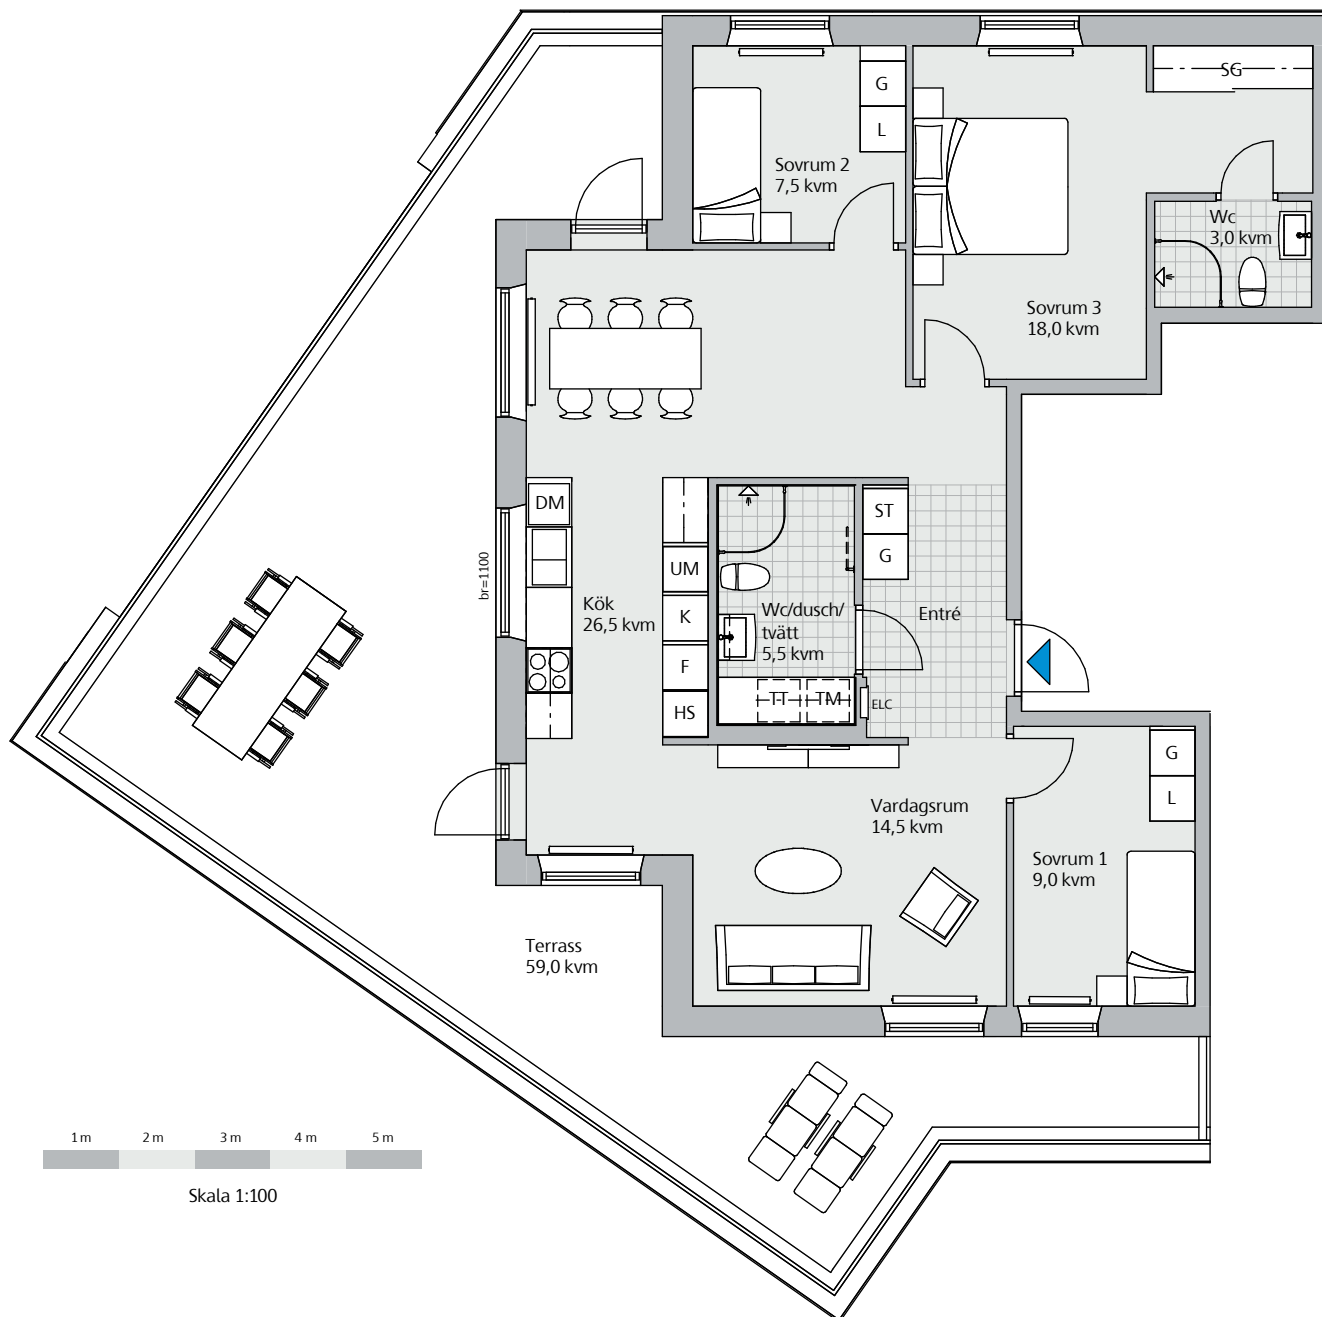 SG
G
L
Sovrum 2
7,5 kvm
Wc
3,0 kvm
Sovrum 3
18,0 kvm
DM
ST
G
br=1100
UM
K
F
HS
Kök
26,5 kvm
Wc/dusch/
tvätt
5,5 kvm
Entré
TT
TM
ELC
G
L
Vardagsrum
14,5 kvm
Sovrum 1
9,0 kvm
Terrass
59,0 kvm
1 m 2 m 3 m 4 m 5 m
Skala 1:100